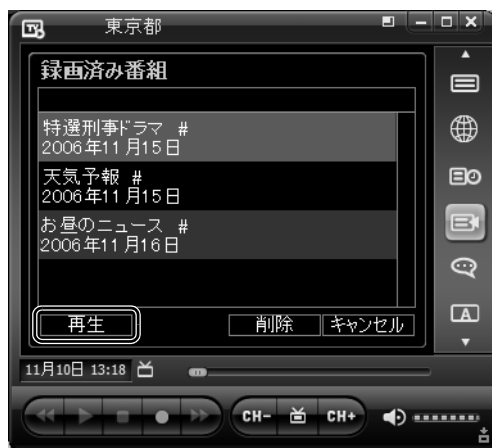 TV
東京都
録画済み番組
特選刑事ドラマ #
2006年11月15日
天気予報 #
2006年11月15日
お昼のニュース #
2006年11月16日
再生 削除 キャンセル
A
11月10日 13:18
CH- CH+